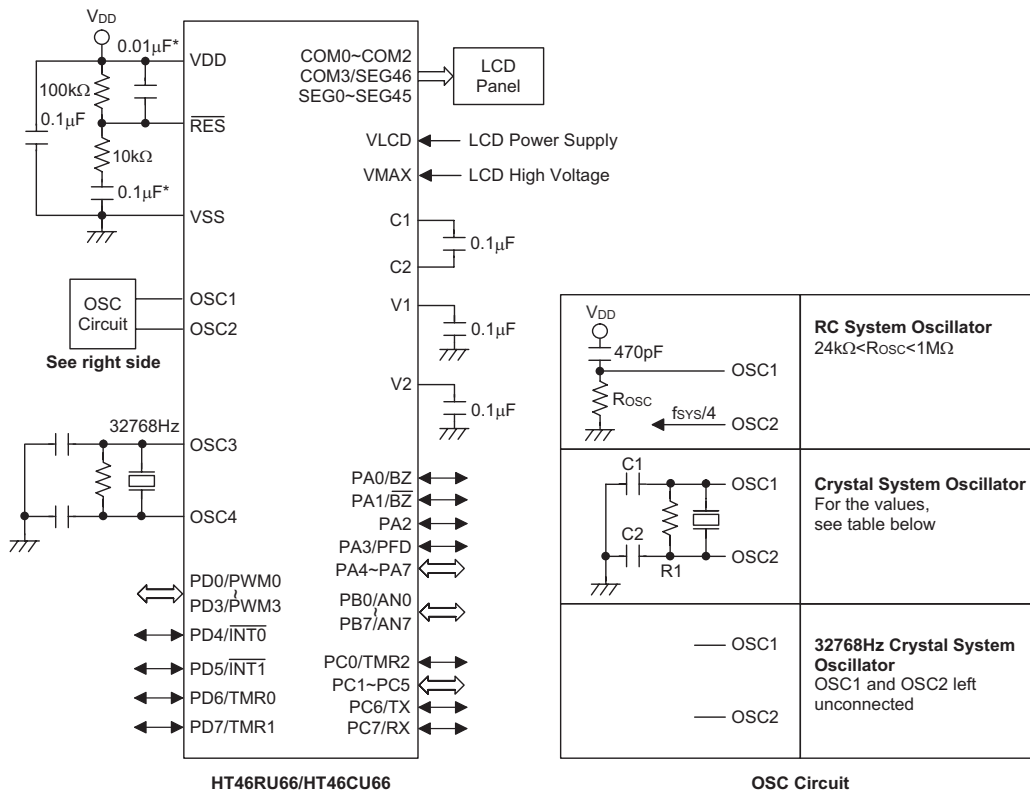 VDD
0.01μF*
VDD
100kΩ
0.1μF
RES
10kΩ
0.1μF*
VSS
OSC
Circuit
OSC1
OSC2
See right side
32768Hz
OSC3
OSC4
PD0/PWM0
~
PD3/PWM3
PD4/INT0
PD5/INT1
PD6/TMR0
PD7/TMR1
COM0~COM2
COM3/SEG46
SEG0~SEG45
LCD
Panel
VLCD
LCD Power Supply
VMAX
LCD High Voltage
C1
0.1μF
C2
V1
0.1μF
V2
0.1μF
PA0/BZ
PA1/BZ
PA2
PA3/PFD
PA4~PA7
PB0/AN0
~
PB7/AN7
PC0/TMR2
PC1~PC5
PC6/TX
PC7/RX
HT46RU66/HT46CU66
VDD
470pF
OSC1
ROSC
fSYS/4
OSC2
RC System Oscillator
24kΩ<ROSC<1MΩ
C1
OSC1
C2
OSC2
R1
Crystal System Oscillator
For the values,
see table below
OSC1
OSC2
32768Hz Crystal System
Oscillator
OSC1 and OSC2 left
unconnected
OSC Circuit